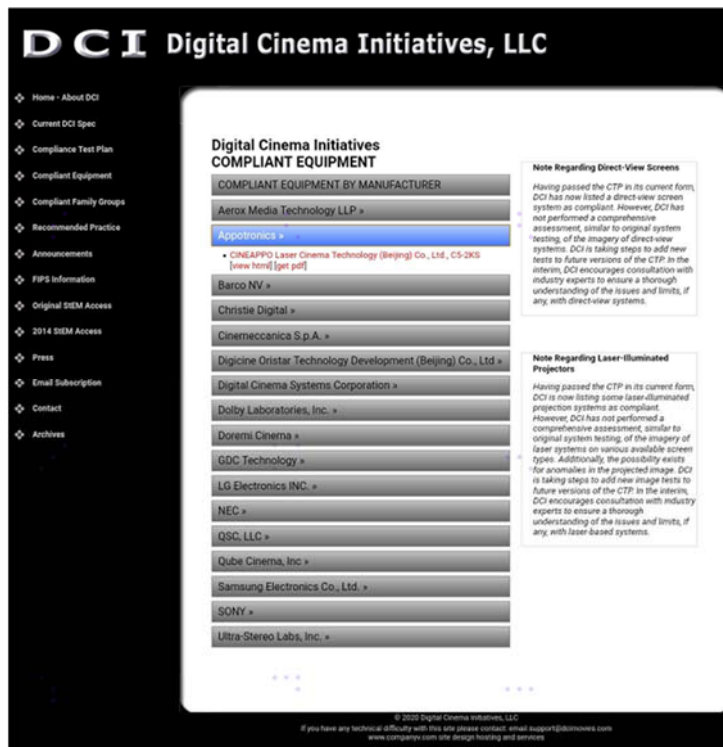 DCI Digital Cinema Initiatives, LLC
Home - About DCI
Current DCI Spec
Compliance Test Plan
Compliant Equipment
Compliant Family Groups
Recommended Practice
Announcements
FIPS Information
Original StEM Access
2014 StEM Access
Press
Email Subscription
Contact
Archives
Digital Cinema Initiatives
COMPLIANT EQUIPMENT
COMPLIANT EQUIPMENT BY MANUFACTURER
Aerox Media Technology LLP »
Appotronics »
• CINEAPPO Laser Cinema Technology (Beijing) Co., Ltd., C5-2KS
[view html] [get pdf]
Barco NV »
Christie Digital »
Cinemeccanica S.p.A. »
Digicine Oristar Technology Development (Beijing) Co., Ltd »
Digital Cinema Systems Corporation »
Dolby Laboratories, Inc. »
Doremi Cinema »
GDC Technology »
LG Electronics INC. »
NEC »
QSC, LLC »
Qube Cinema, Inc »
Samsung Electronics Co., Ltd. »
SONY »
Ultra-Stereo Labs, Inc. »
Note Regarding Direct-View Screens
Having passed the CTP in its current form,
DCI has now listed a direct-view screen
system as compliant. However, DCI has
not performed a comprehensive
assessment, similar to original system
testing, of the imagery of direct-view
systems. DCI is taking steps to add new
tests to future versions of the CTP. In the
interim, DCI encourages consultation with
industry experts to ensure a thorough
understanding of the issues and limits, if
any, with direct-view systems.
Note Regarding Laser-Illuminated
Projectors
Having passed the CTP in its current form,
DCI is now listing some laser-illuminated
projection systems as compliant.
However, DCI has not performed a
comprehensive assessment, similar to
original system testing, of the imagery of
laser systems on various available screen
types. Additionally, the possibility exists
for anomalies in the projected image. DCI
is taking steps to add new image tests to
future versions of the CTP. In the interim,
DCI encourages consultation with industry
experts to ensure a thorough
understanding of the issues and limits, if
any, with laser-based systems.
© 2020 Digital Cinema Initiatives, LLC
If you have any technical difficulty with this site please contact: email support@dcimovies.com
www.companyv.com site design hosting and services